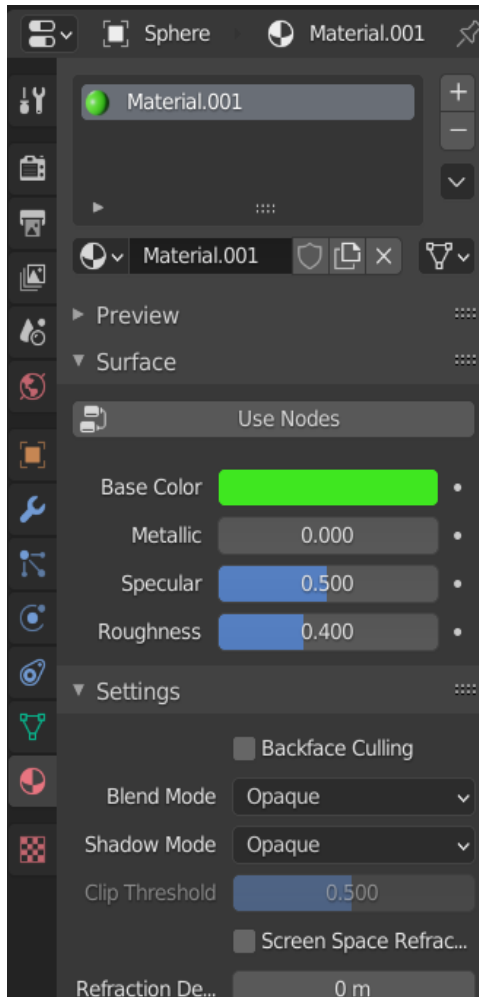 Sphere Material.001
Material.001
Material.001
Preview
Surface
Use Nodes
Base Color
Metallic 0.000
Specular 0.500
Roughness 0.400
Settings
Backface Culling
Blend Mode Opaque
Shadow Mode Opaque
Clip Threshold 0.500
Screen Space Refrac...
Refraction De... 0 m